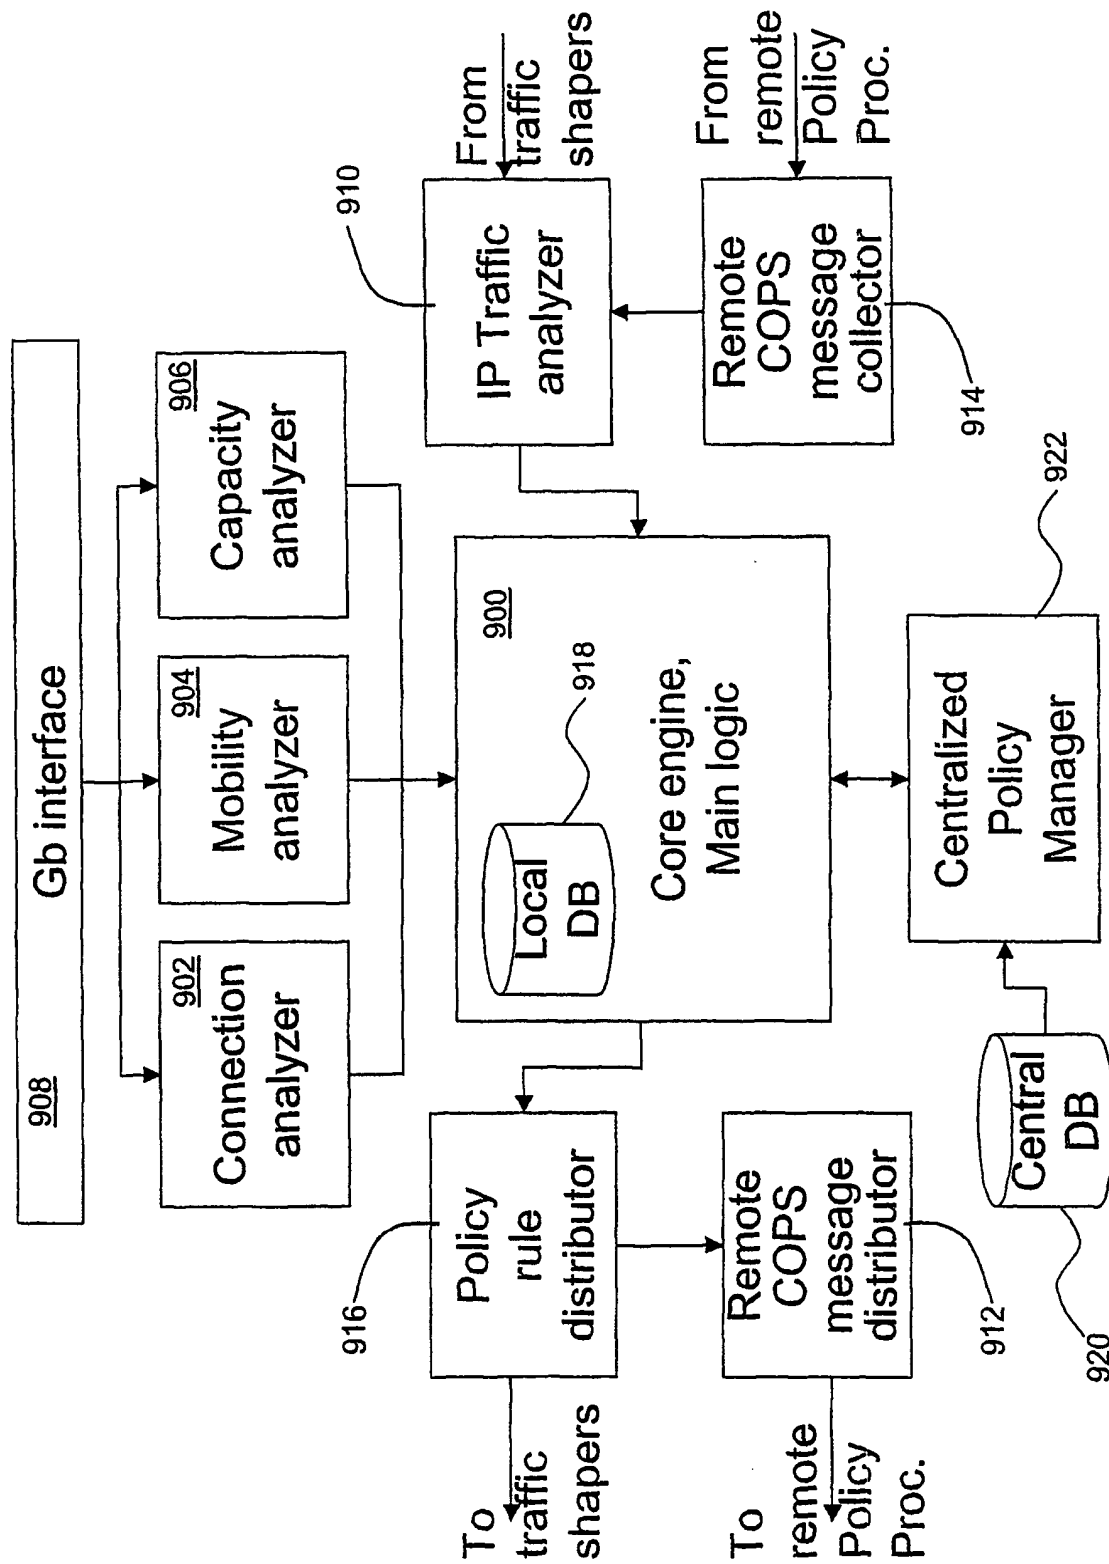 908
Gb interface
902
Connection
analyzer
904
Mobility
analyzer
906
Capacity
analyzer
916
910
To
traffic
shapers
Policy
rule
distributor
900
Local
DB
918
Core engine,
Main logic
IP Traffic
analyzer
From
traffic
shapers
To
remote
Policy
Proc.
Remote
COPS
message
distributor
912
Remote
COPS
message
collector
914
From
remote
Policy
Proc.
920
Central
DB
Centralized
Policy
Manager
922